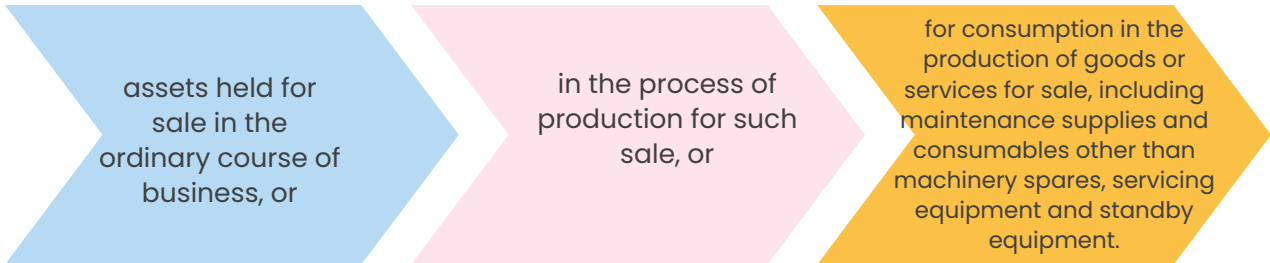 assets held for
sale in the
ordinary course of
business, or
in the process of
production for such
sale, or
for consumption in the
production of goods or
services for sale, including
maintenance supplies and
consumables other than
machinery spares, servicing
equipment and standby
equipment.